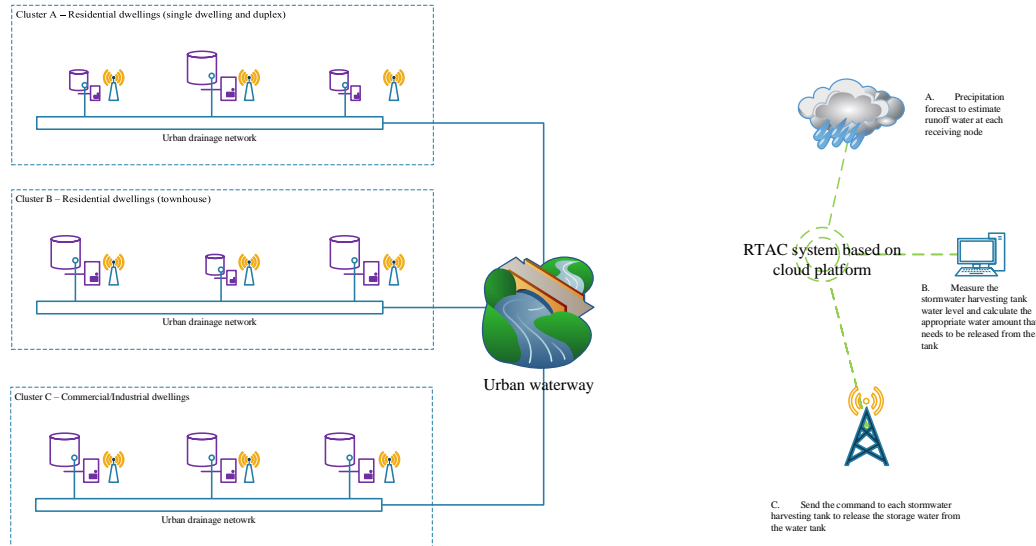 Cluster A – Residential dwellings (single dwelling and duplex)
Urban drainage network
Cluster B – Residential dwellings (townhouse)
Urban drainage network
Cluster C – Commercial/Industrial dwellings
Urban drainage netowrk
Urban waterway
A. Precipitation
forecast to estimate
runoff water at each
receiving node
RTAC system based on
cloud platform
B. Measure the
stormwater harvesting tank
water level and calculate the
appropriate water amount that
needs to be released from the
tank
C. Send the command to each stormwater
harvesting tank to release the storage water from
the water tank